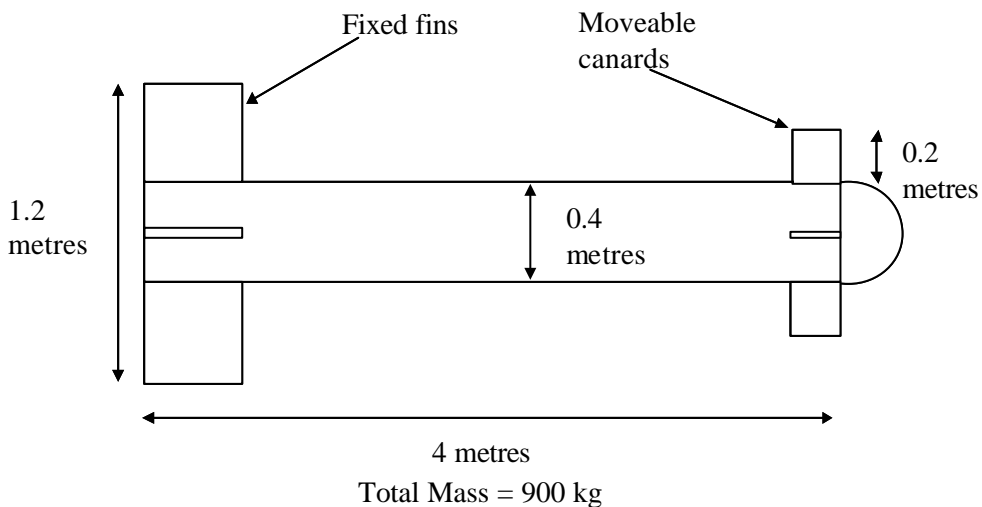 Fixed fins
Moveable
canards
1.2
metres
0.4
metres
0.2
metres
4 metres
Total Mass = 900 kg